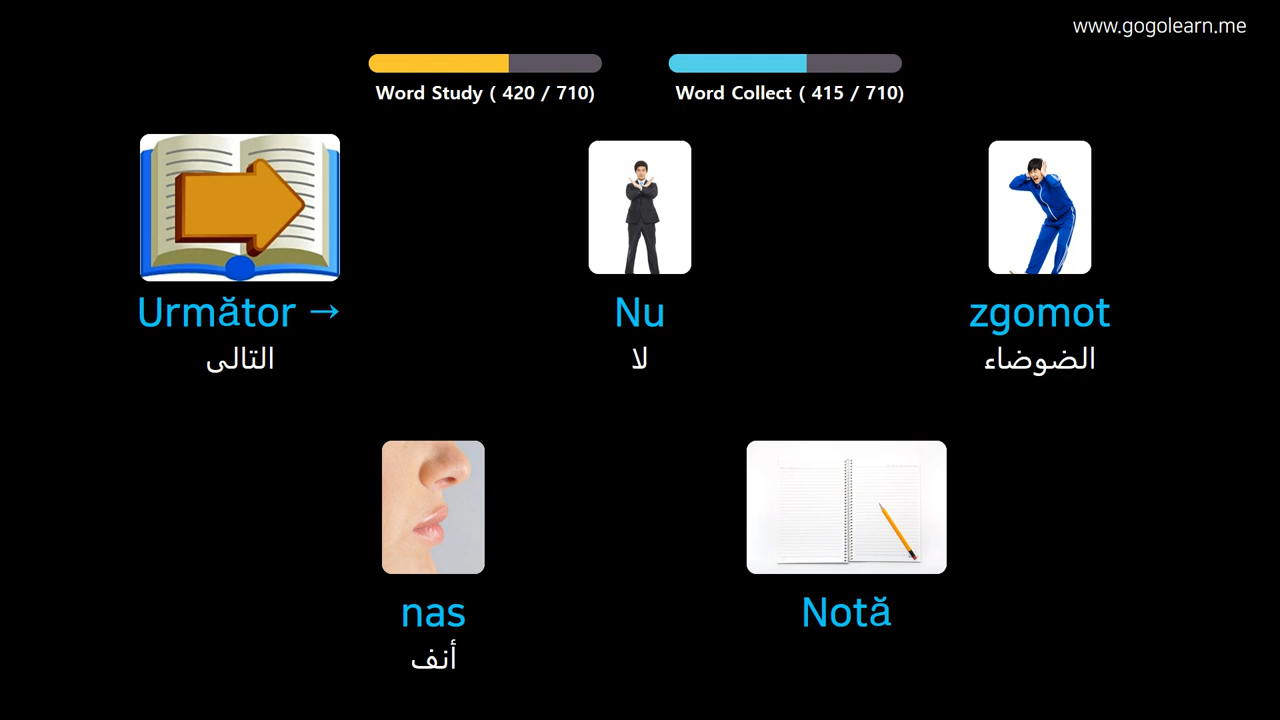 www.gogolearn.me
Word Study ( 420 / 710)
Word Collect ( 415 / 710)
Următor →
التالى
Nu
لا
zgomot
الضوضاء
nas
أنف
Notă